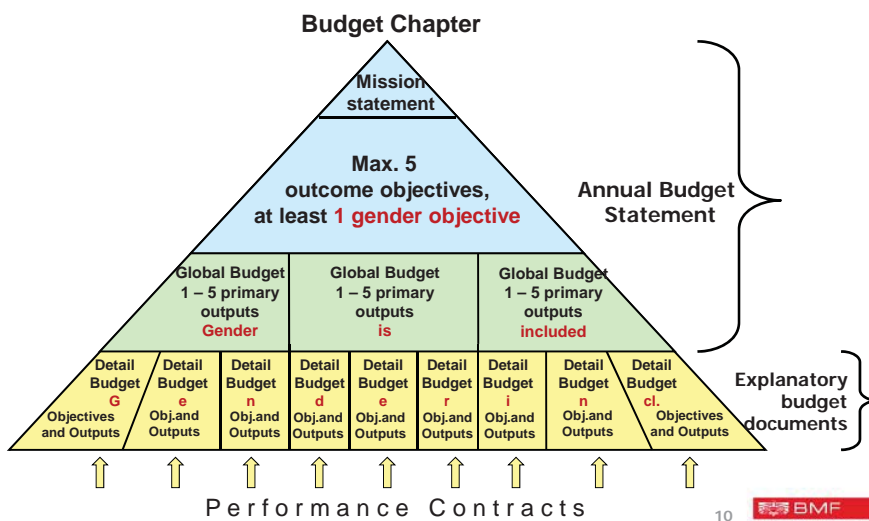 Budget Chapter
Mission
statement
Max. 5
outcome objectives,
at least 1 gender objective
Annual Budget
Statement
Global Budget
1 – 5 primary
outputs
Gender
Global Budget
1 – 5 primary
outputs
is
Global Budget
1 – 5 primary
outputs
included
Detail
Budget
G
Objectives
and Outputs
Detail
Budget
e
Obj.and
Outputs
Detail
Budget
n
Obj.and
Outputs
Detail
Budget
d
Obj.and
Outputs
Detail
Budget
e
Obj.and
Outputs
Detail
Budget
r
Obj.and
Outputs
Detail
Budget
i
Obj.and
Outputs
Detail
Budget
n
Obj.and
Outputs
Detail
Budget
cl.
Objectives
and Outputs
Explanatory
budget
documents
Performance Contracts
10
BMF